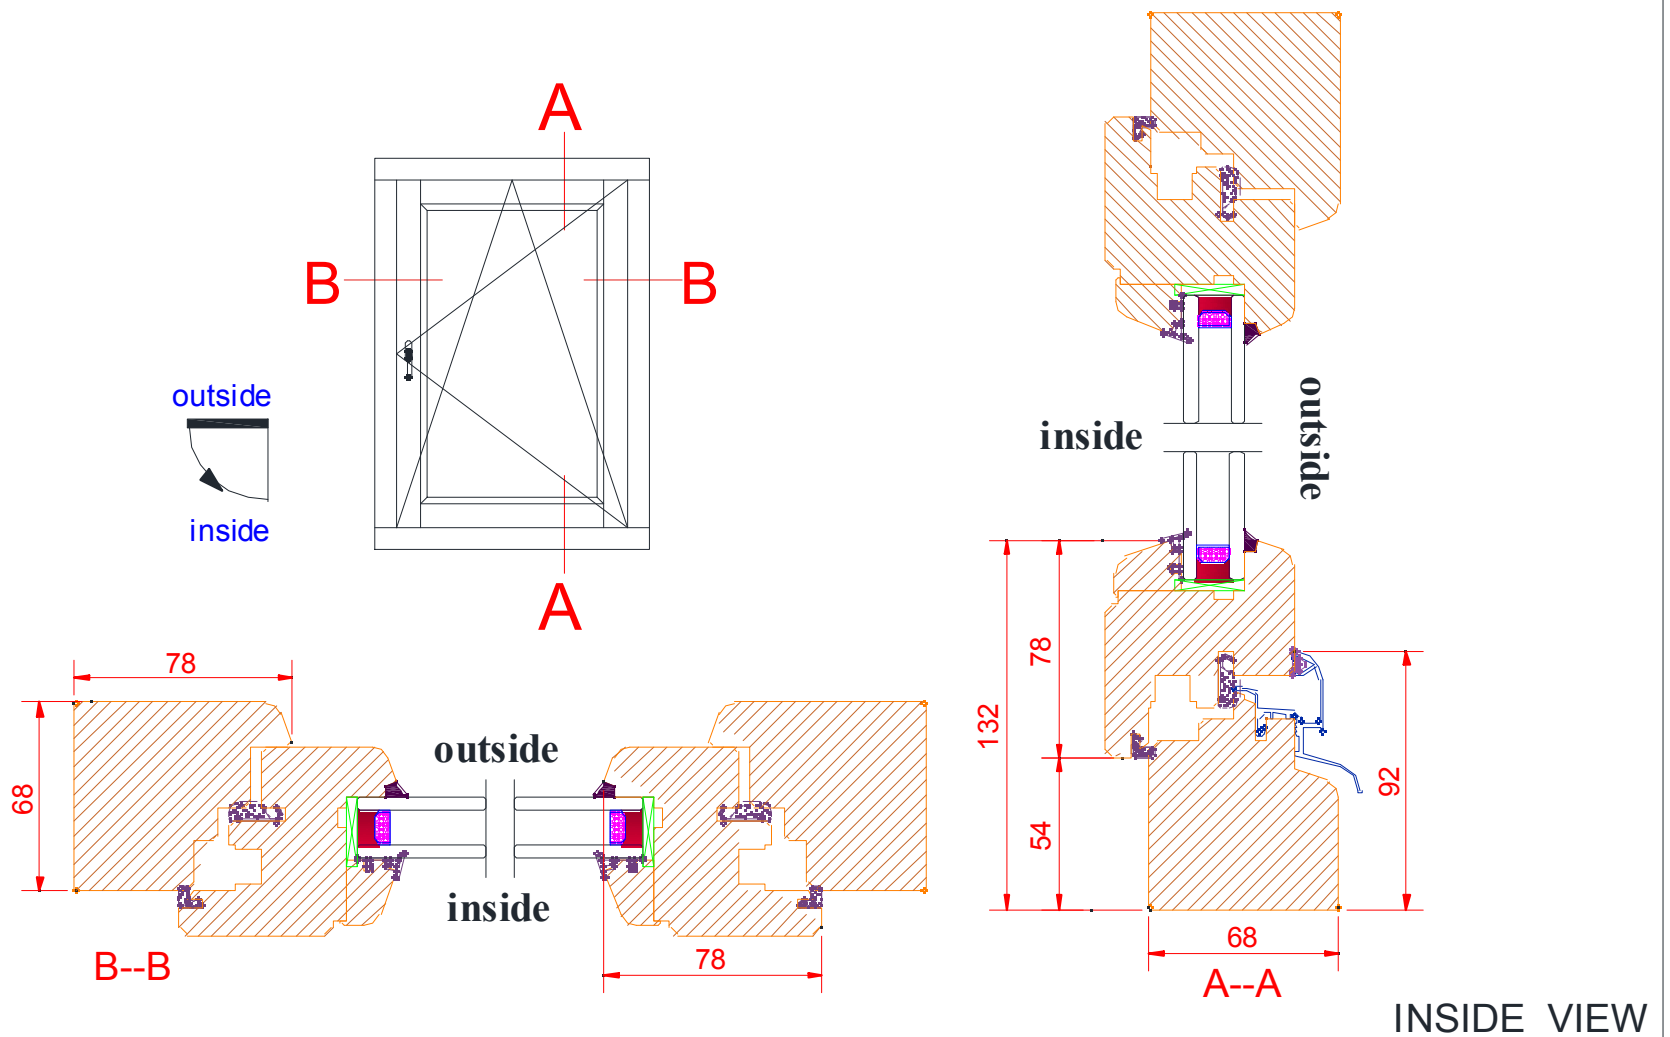 A
B
B
outside
inside
A
78
68
outside
inside
B--B
78
inside
outside
132
78
54
92
68
A--A
INSIDE VIEW